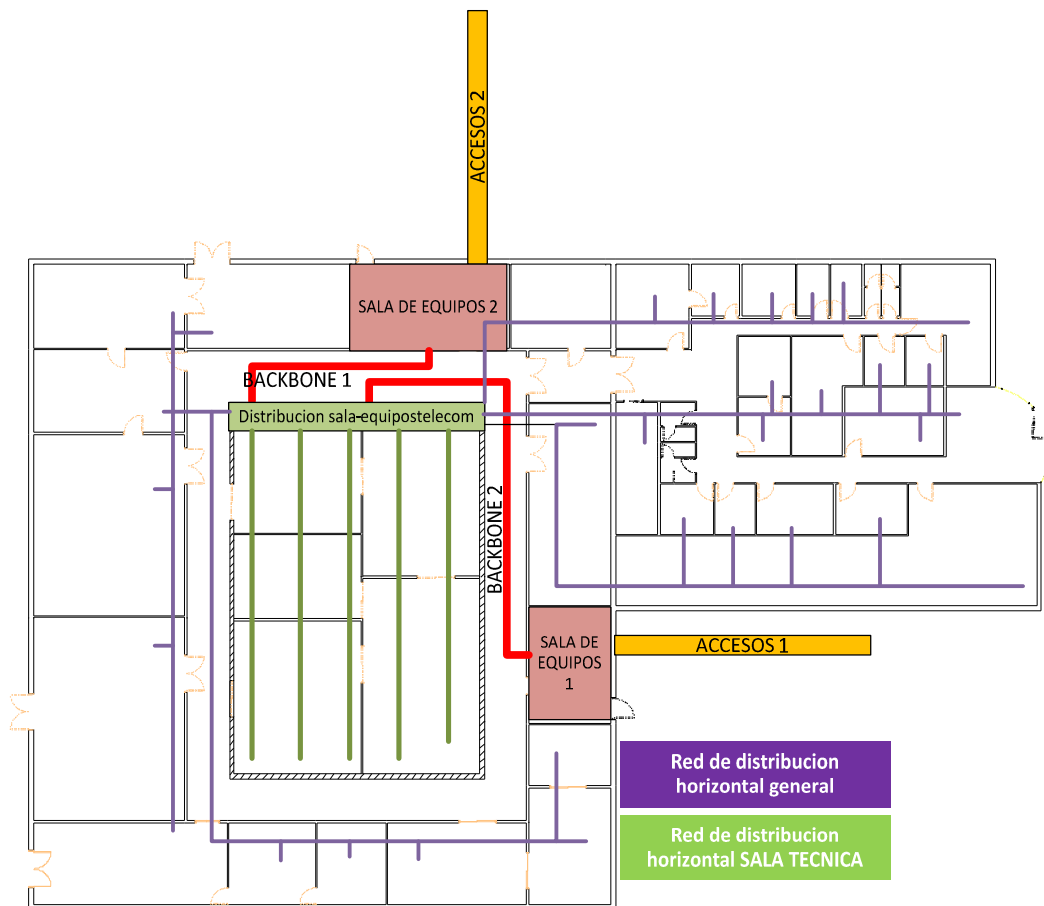 ACCESOS 2
SALA DE EQUIPOS 2
BACKBONE 1
Distribucion sala-equipostelecom
BACKBONE 2
SALA DE
EQUIPOS
1
ACCESOS 1
Red de distribucion
horizontal general
Red de distribucion
horizontal SALA TECNICA